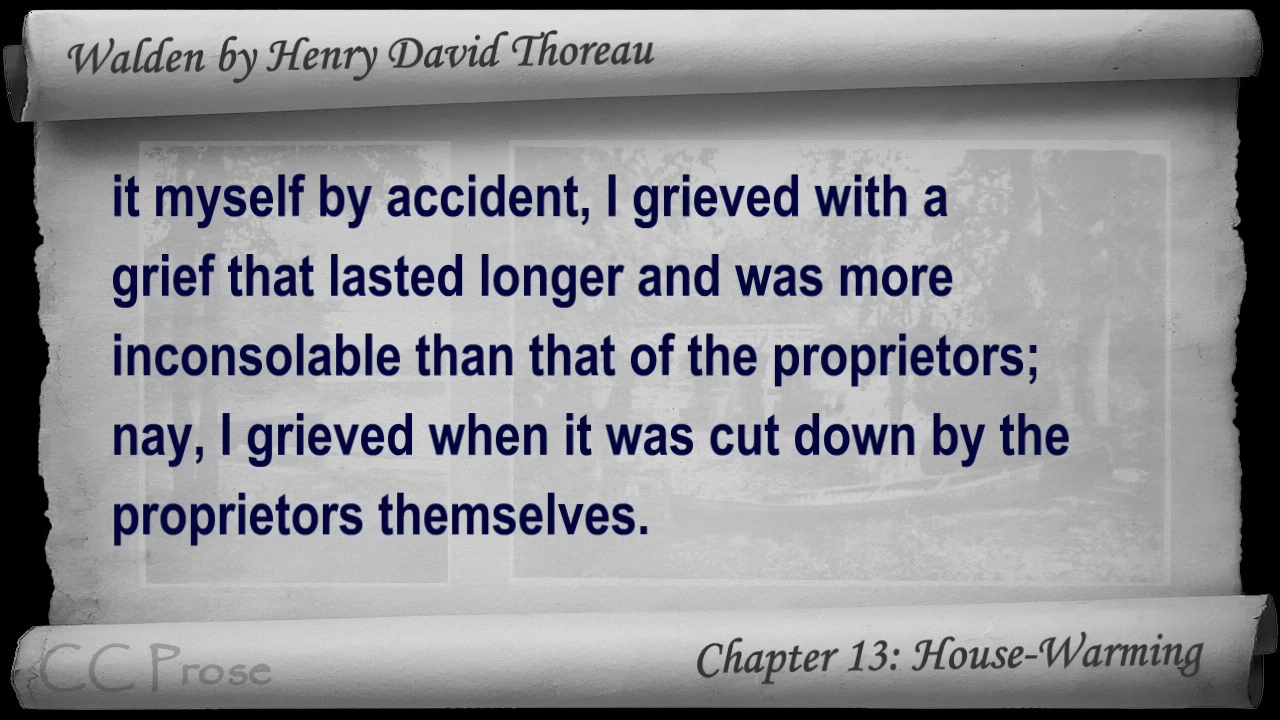 Walden by Henry David Thoreau
it myself by accident, I grieved with a
grief that lasted longer and was more
inconsolable than that of the proprietors;
nay, I grieved when it was cut down by the
proprietors themselves.
CC Prose
Chapter 13: House-Warming